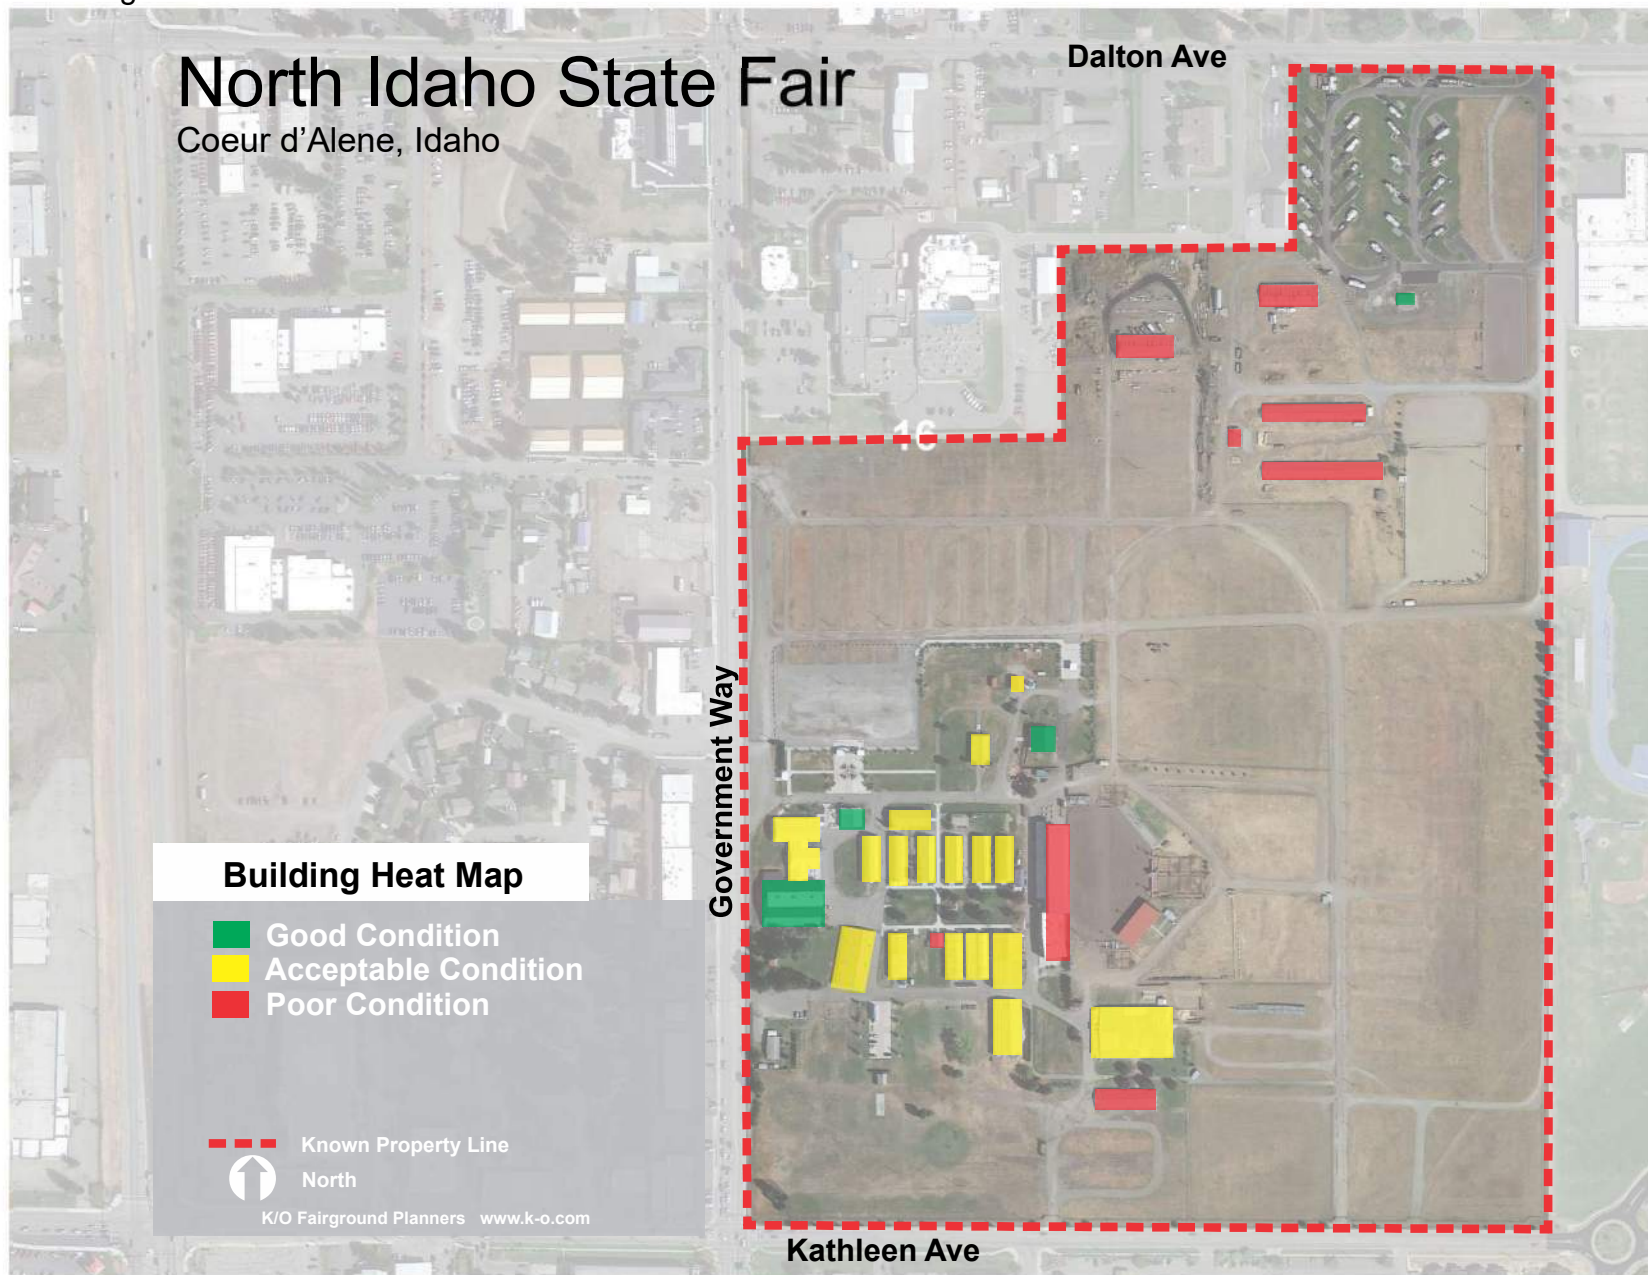 North Idaho State Fair
Coeur d'Alene, Idaho
Dalton Ave
16
Government Way
Building Heat Map
Good Condition
Acceptable Condition
Poor Condition
Known Property Line
North
K/O Fairground Planners www.k-o.com
Kathleen Ave